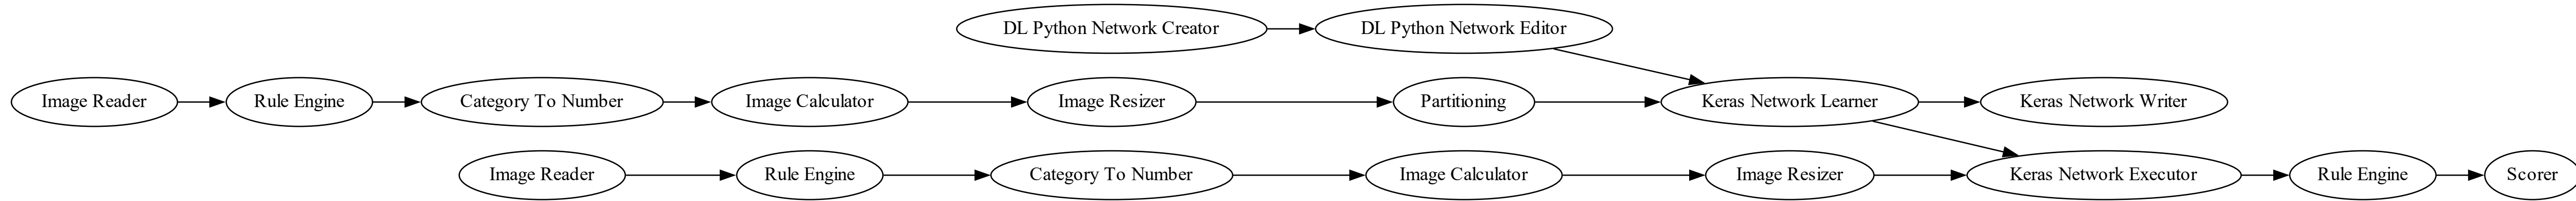 DL Python Network Creator
DL Python Network Editor
Image Reader
Rule Engine
Category To Number
Image Calculator
Image Resizer
Partitioning
Keras Network Learner
Keras Network Writer
Image Reader
Rule Engine
Category To Number
Image Calculator
Image Resizer
Keras Network Executor
Rule Engine
Scorer